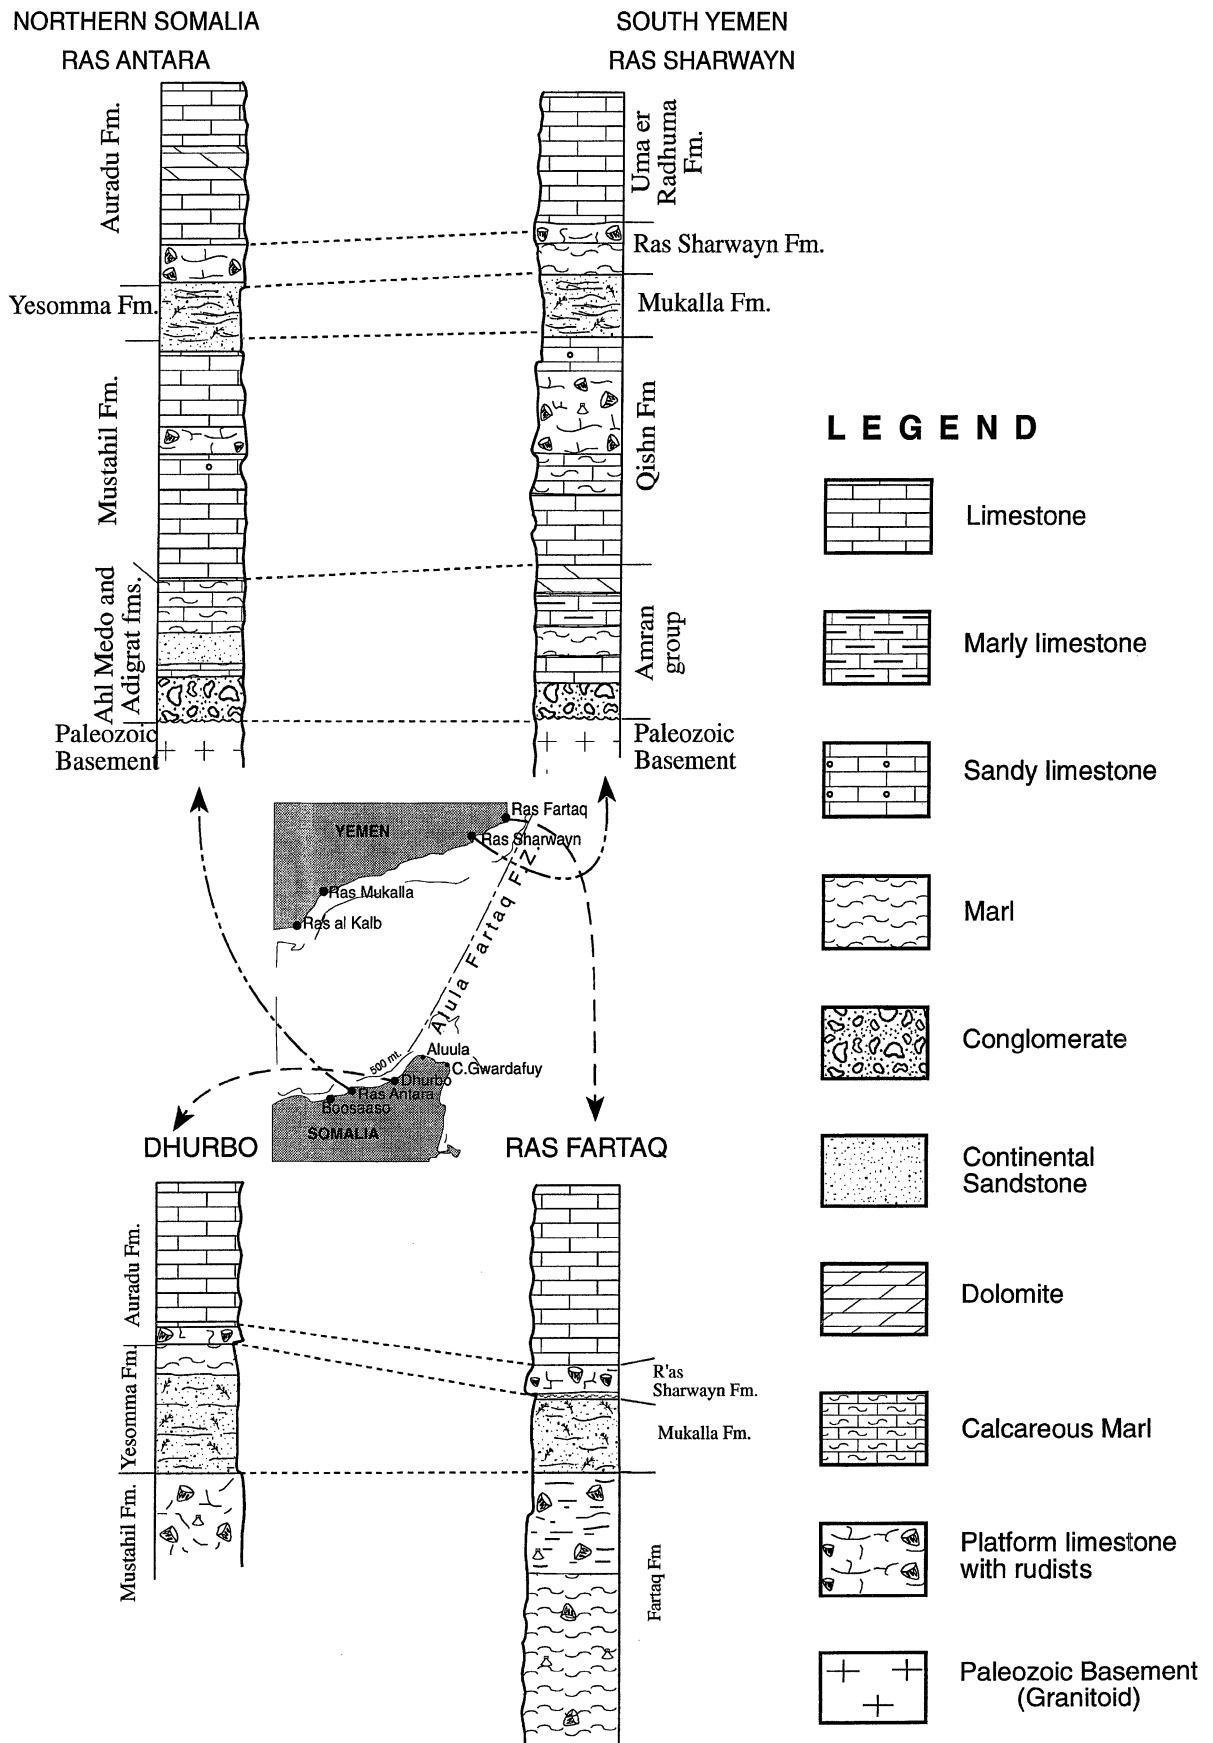 NORTHERN SOMALIA
RAS ANTARA
SOUTH YEMEN
RAS SHARWAYN
Auradu Fm.
Yesomma Fm.
Mustahil Fm.
Ahl Medo and
Adigrat fms.
Paleozoic
Basement
Uma er
Radhuma
Fm.
Ras Sharwayn Fm.
Mukalla Fm.
Qishn Fm
Amran
group
Paleozoic
Basement
YEMEN
Ras Fartaq
Ras Sharwayn
Ras Mukalla
Ras al Kalb
Alula Fartaq F.Z.
500 mt.
Aluula
C.Gwardafuy
Dhurbo
Ras Antara
Boosaaso
SOMALIA
DHURBO
RAS FARTAQ
Auradu Fm.
Yesomma Fm.
Mustahil Fm.
R'as
Sharwayn Fm.
Mukalla Fm.
Fartaq Fm
LEGEND
Limestone
Marly limestone
Sandy limestone
Marl
Conglomerate
Continental
Sandstone
Dolomite
Calcareous Marl
Platform limestone
with rudists
Paleozoic Basement
(Granitoid)